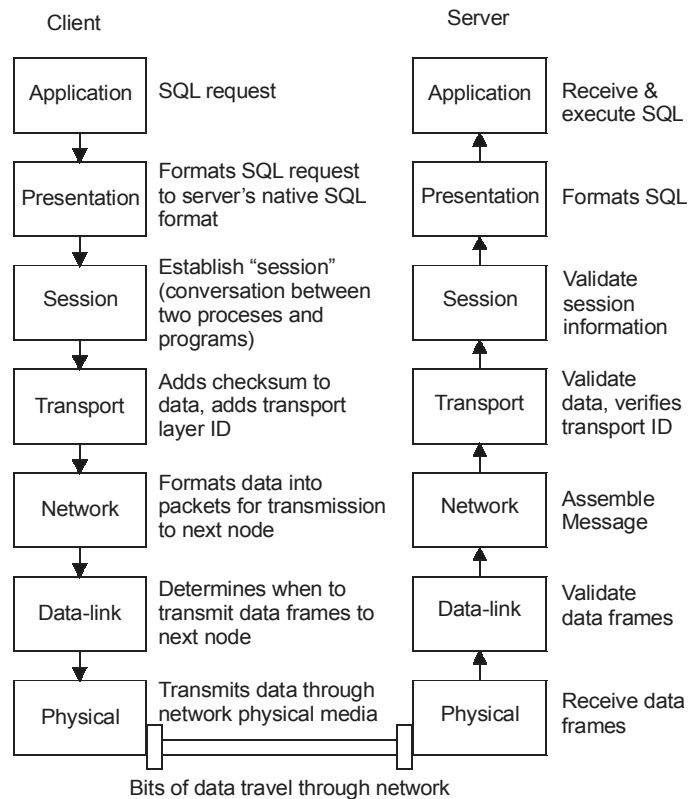 Client
Server
Application
SQL request
Application
Receive &
execute SQL
Presentation
Formats SQL request
to server's native SQL
format
Presentation
Formats SQL
Session
Establish “session”
(conversation between
two proceses and
programs)
Session
Validate
session
information
Transport
Adds checksum to
data, adds transport
layer ID
Transport
Validate
data, verifies
transport ID
Network
Formats data into
packets for transmission
to next node
Network
Assemble
Message
Data-link
Determines when to
transmit data frames to
next node
Data-link
Validate
data frames
Physical
Transmits data through
network physical media
Physical
Receive data
frames
Bits of data travel through network